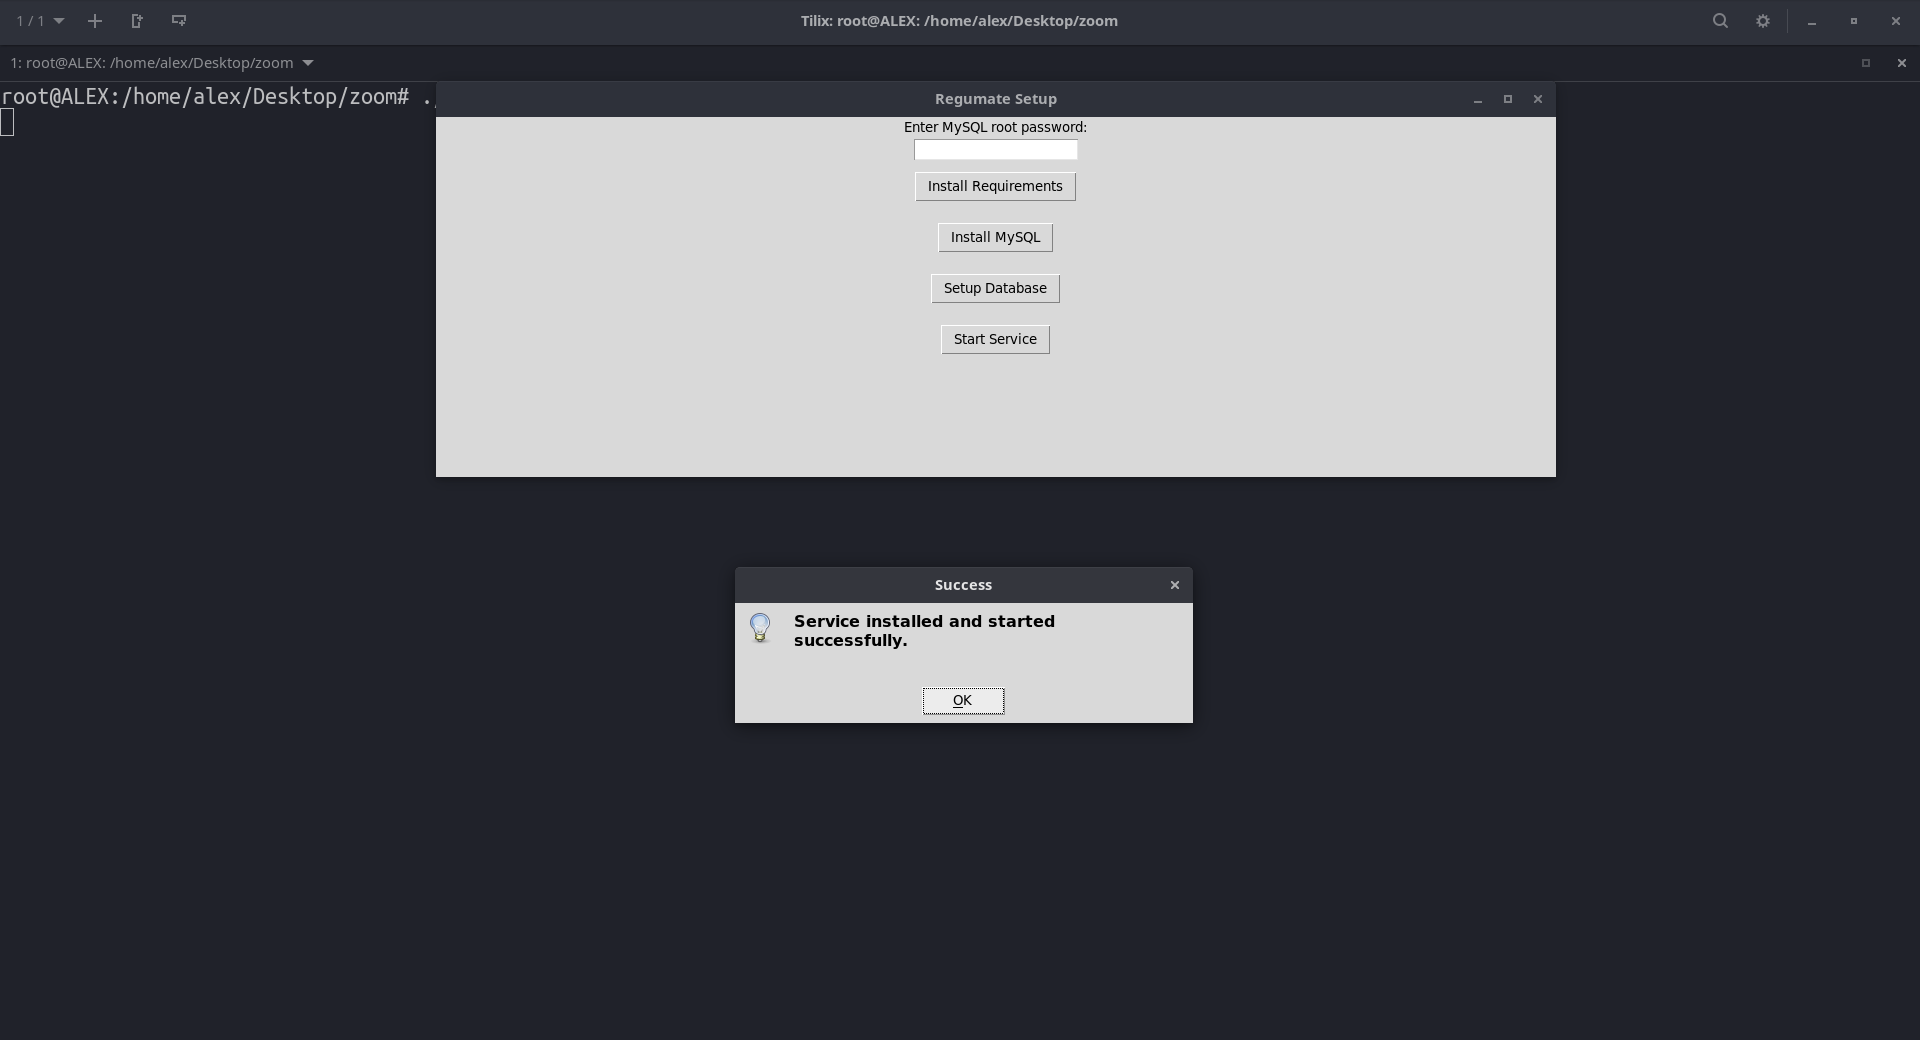 1 / 1
Tilix: root@ALEX: /home/alex/Desktop/zoom
1: root@ALEX: /home/alex/Desktop/zoom
root@ALEX:/home/alex/Desktop/zoom# ./
Regumate Setup
Enter MySQL root password:
Install Requirements
Install MySQL
Setup Database
Start Service
Success
Service installed and started
successfully.
OK